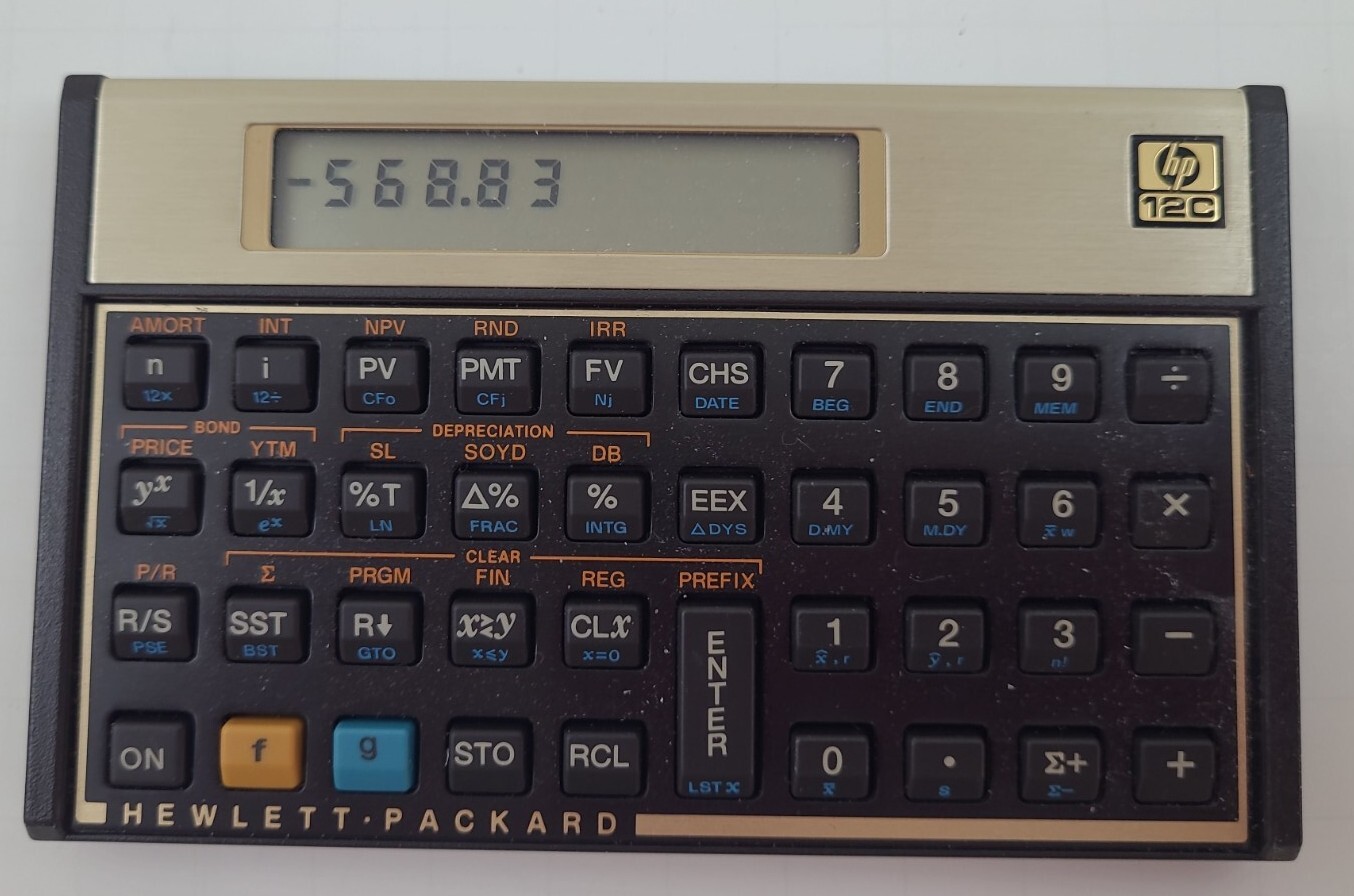 -568.83
hp
12C
AMORT INT NPV RND IRR
n i PV PMT FV CHS 7 8 9 ÷
12× 12÷ CFo CFj Nj DATE BEG END MEM
BOND DEPRECIATION
PRICE YTM SL SOYD DB
yˣ 1/x %T Δ% % EEX 4 5 6 ×
√x eˣ LN FRAC INTG ΔDYS D.MY M.DY x̅w
CLEAR
P/R Σ PRGM FIN REG PREFIX
R/S SST R↓ x≷y CLx ENTER 1 2 3 −
PSE BST GTO x≤y x=0 x̂,r ŷ,r n!
ON f g STO RCL 0 • Σ+ +
LST x x̅ s Σ−
HEWLETT·PACKARD